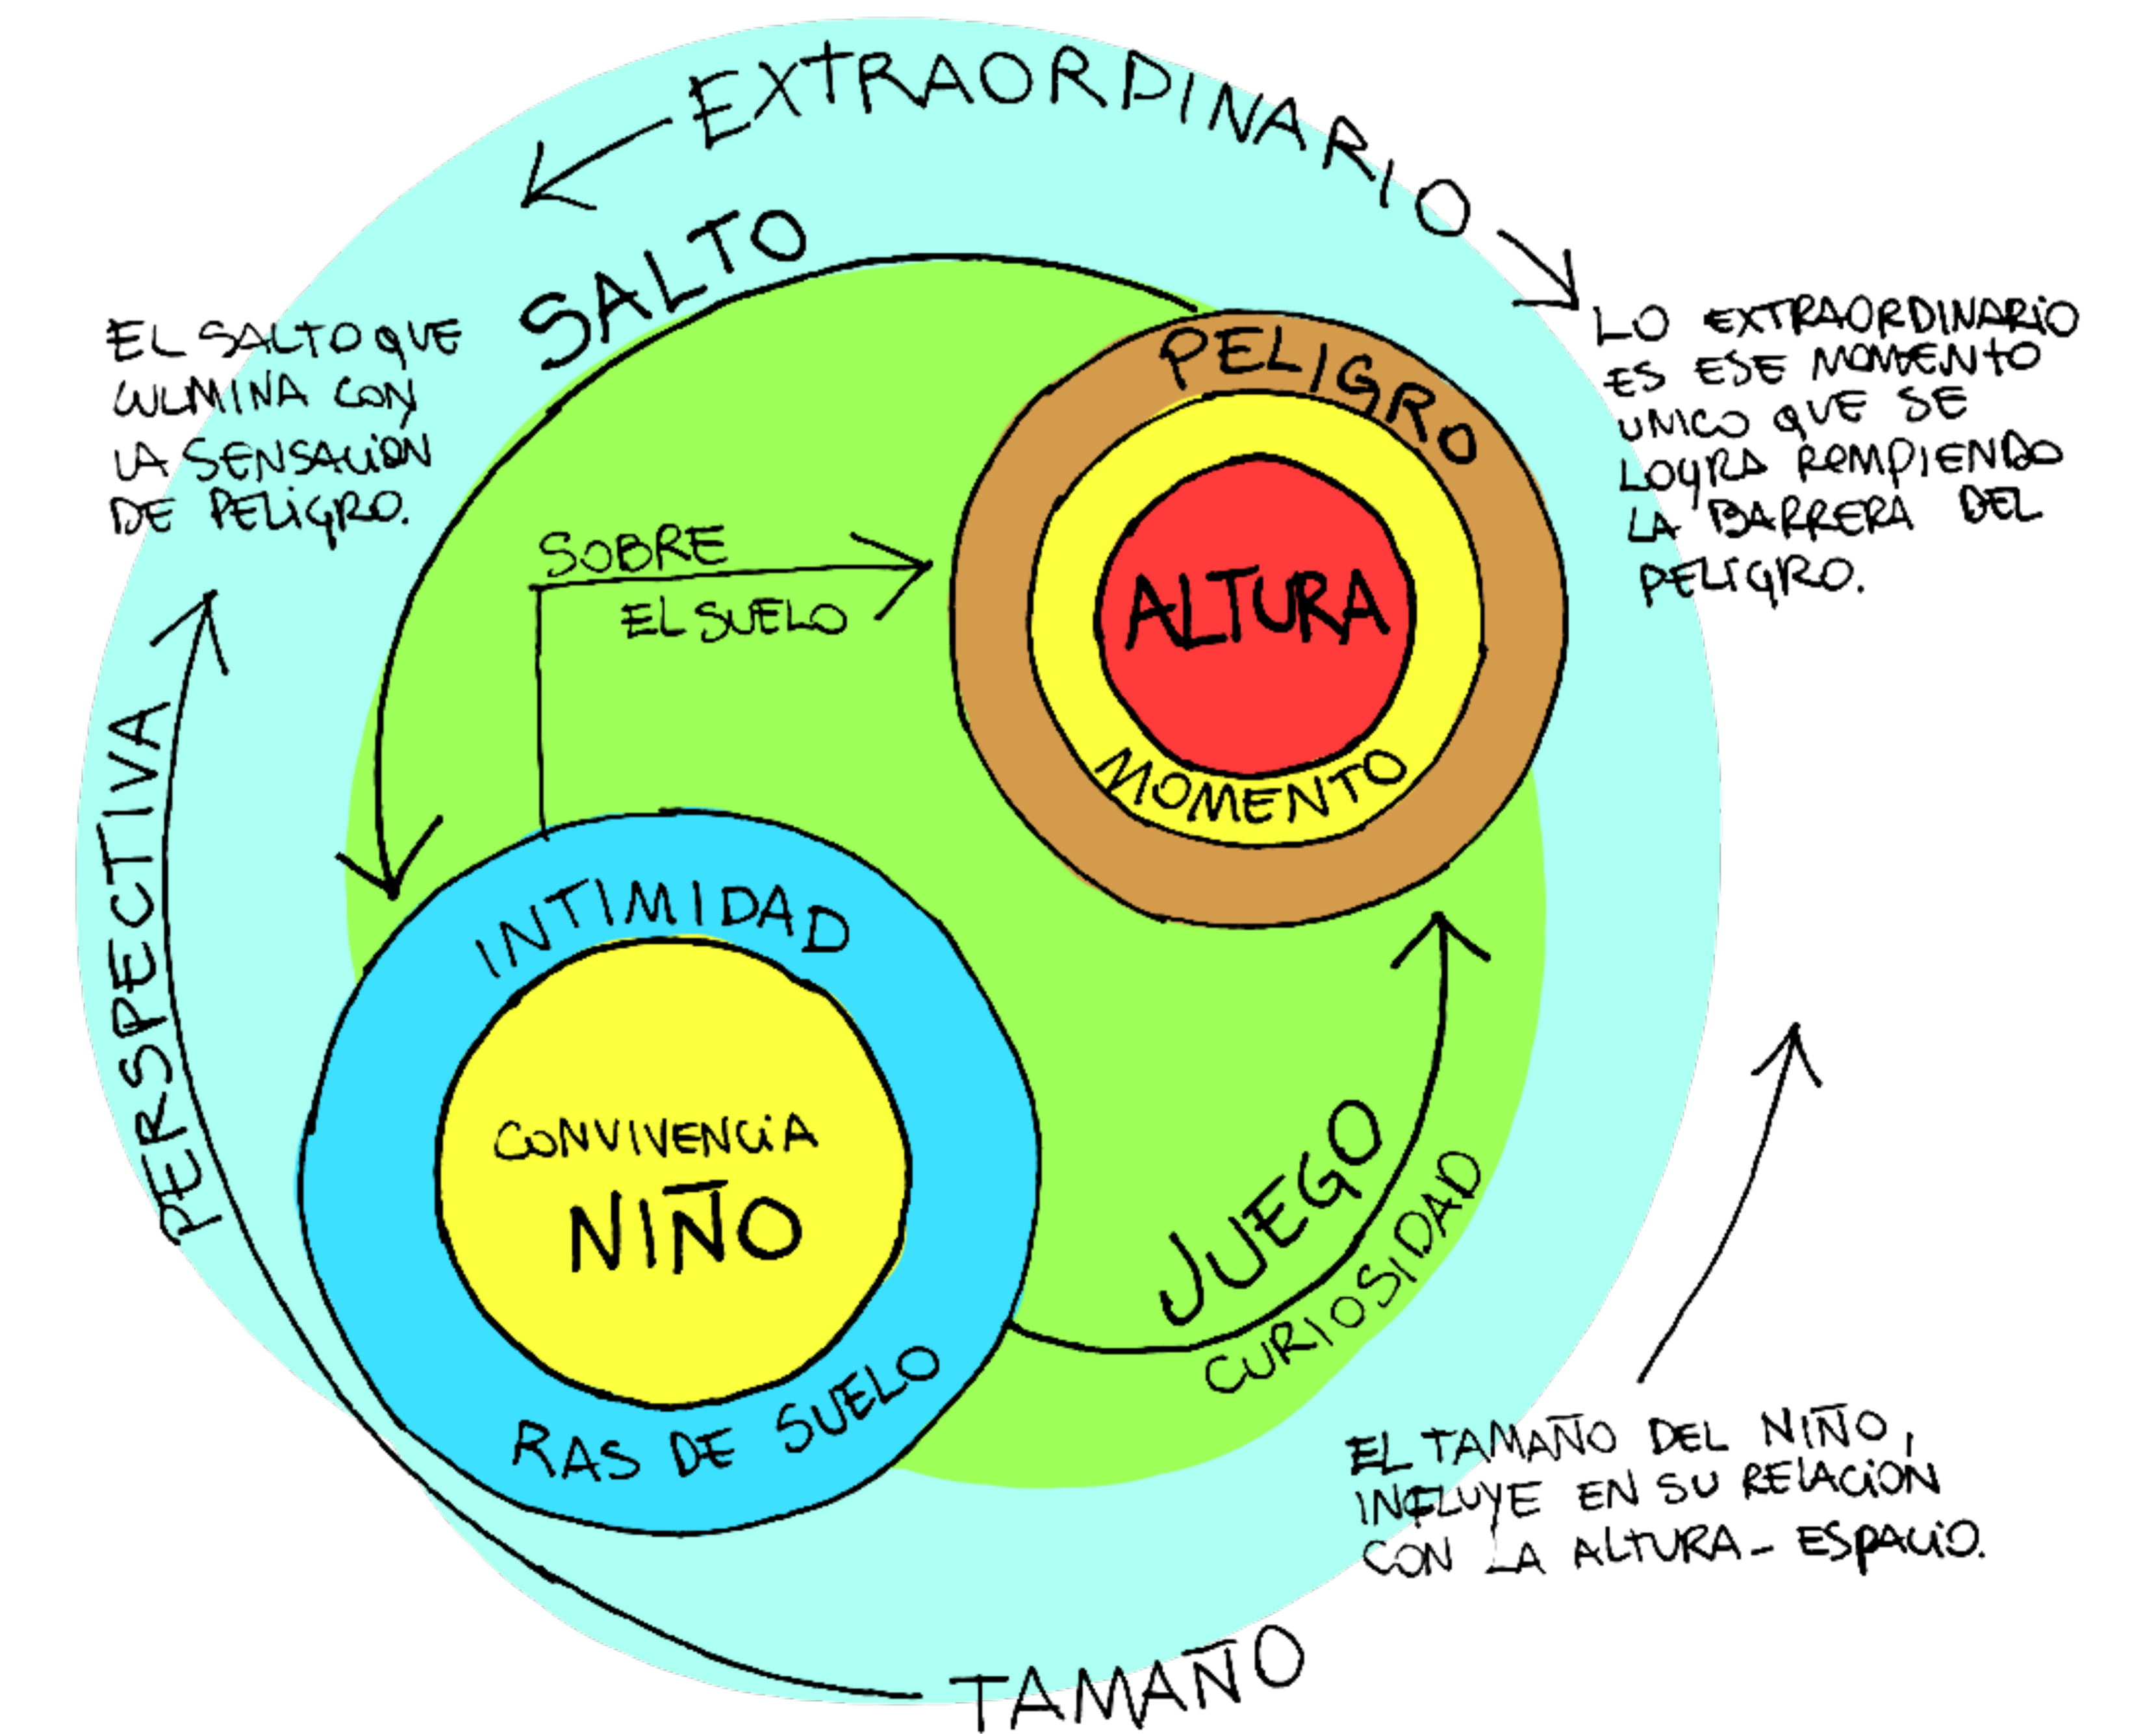 EXTRAORDINARIO
SALTO
EL SALTO QUE
CULMINA CON
LA SENSACIÓN
DE PELIGRO.
LO EXTRAORDINARIO
ES ESE MOMENTO
UNICO QUE SE
LOGRA ROMPIENDO
LA BARRERA DEL
PELIGRO.
PELIGRO
ALTURA
MOMENTO
SOBRE
EL SUELO
PERSPECTIVA
INTIMIDAD
CONVIVENCIA
NIÑO
RAS DE SUELO
JUEGO
CURIOSIDAD
EL TAMAÑO DEL NIÑO,
INFLUYE EN SU RELACION
CON LA ALTURA - ESPACIO.
TAMAÑO